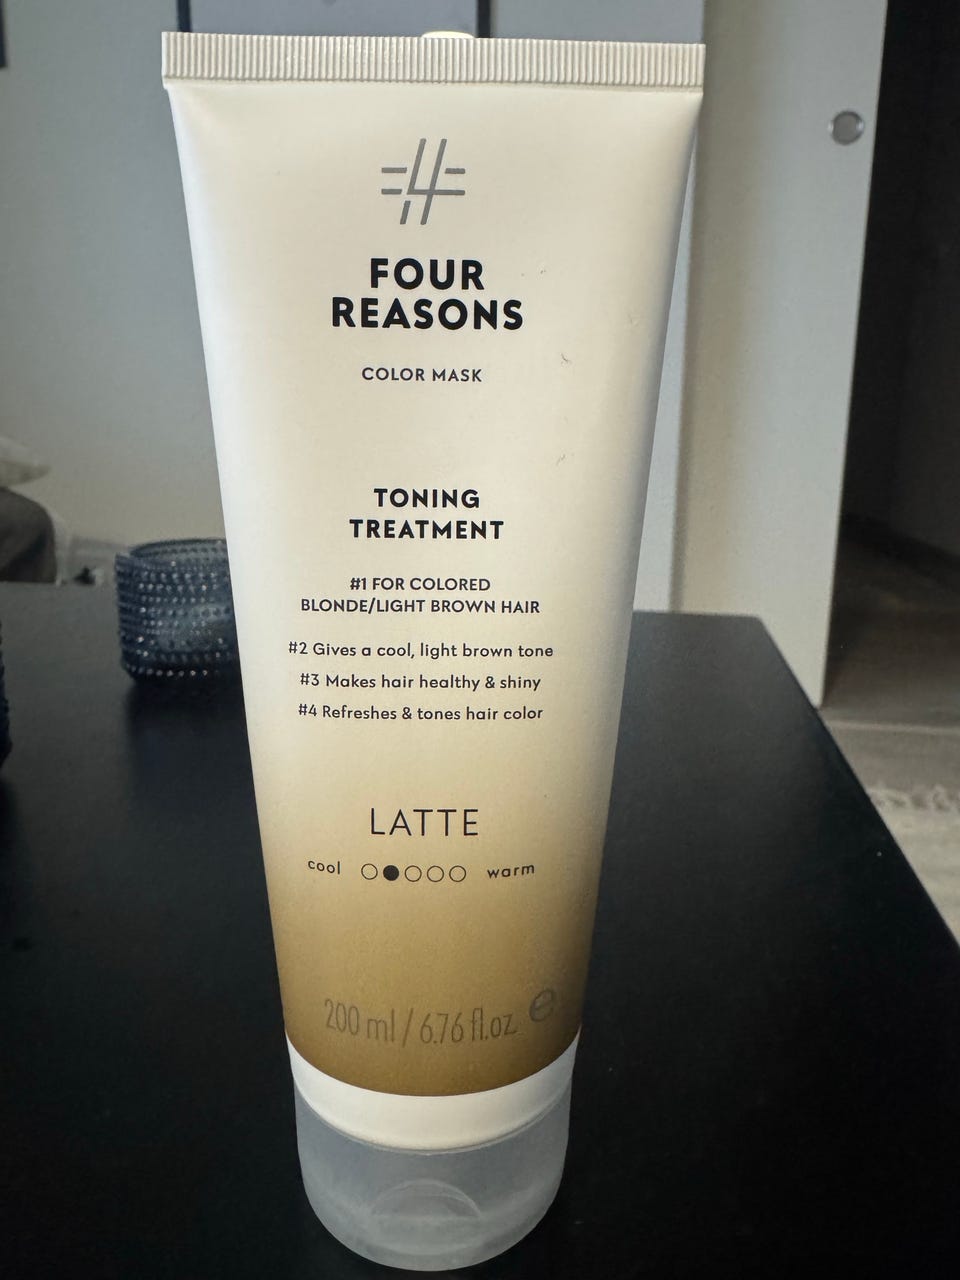 #4
FOUR
REASONS
COLOR MASK
TONING
TREATMENT
#1 FOR COLORED
BLONDE/LIGHT BROWN HAIR
#2 Gives a cool, light brown tone
#3 Makes hair healthy & shiny
#4 Refreshes & tones hair color
LATTE
cool warm
200 ml / 6.76 fl.oz ℮